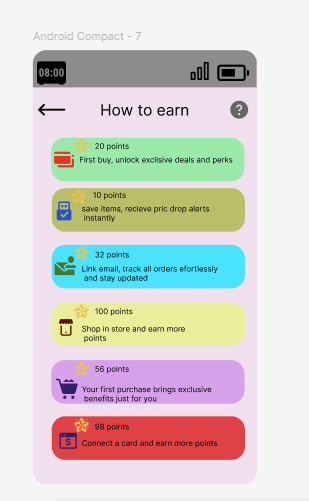 Android Compact - 7
08:00
How to earn
?
20 points
First buy, unlock exclisive deals and perks
10 points
save items, recieve pric drop alerts
instantly
32 points
Link email, track all orders efortlessly
and stay updated
100 points
Shop in store and earn more
points
56 points
Your first purchase brings exclusive
benefits just for you
98 points
$
Connect a card and earn more points